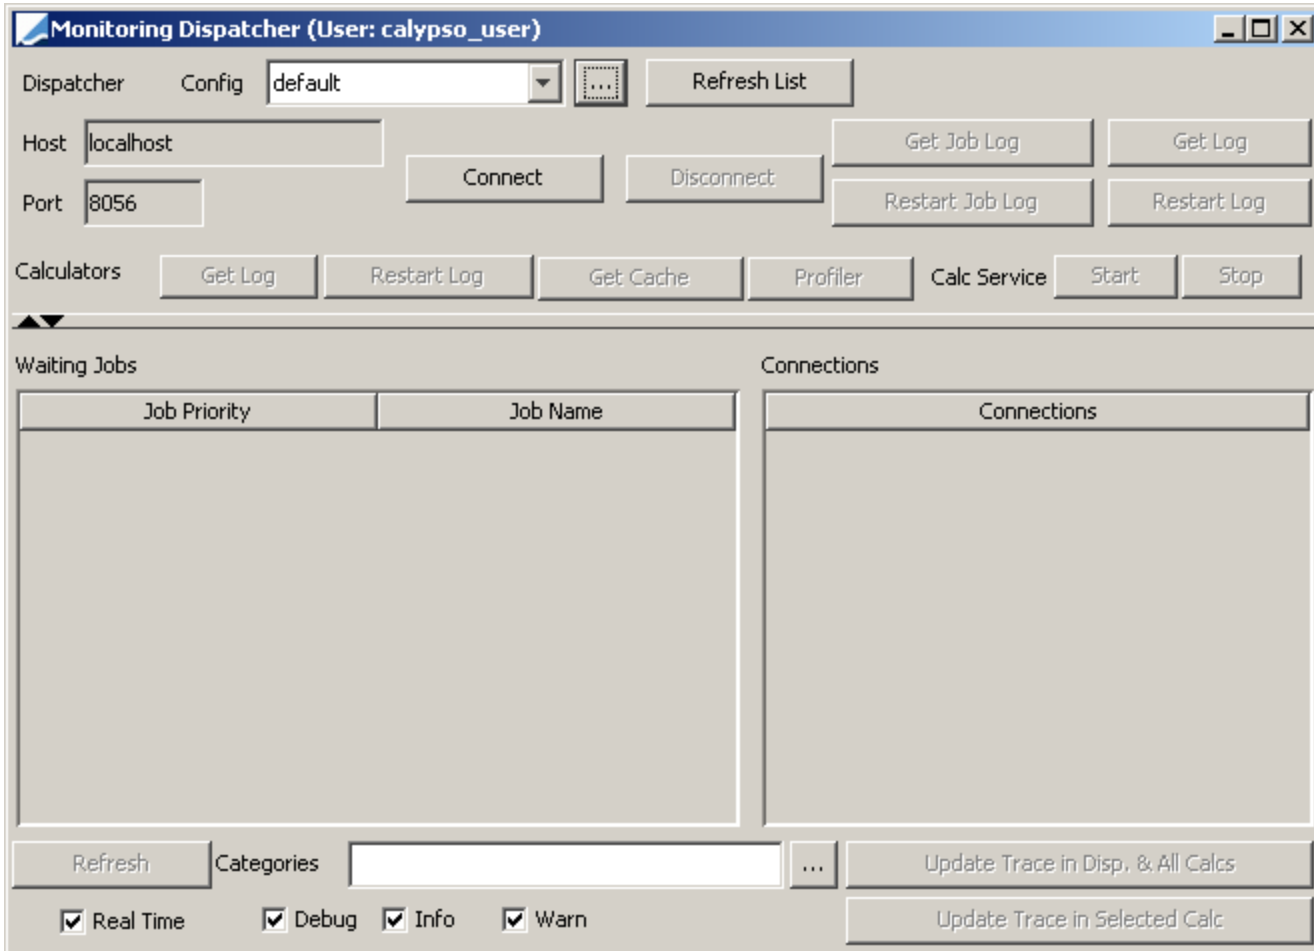 Monitoring Dispatcher (User: calypso_user)
Dispatcher Config default ... Refresh List
Host localhost Connect Disconnect Get Job Log Get Log
Port 8056 Restart Job Log Restart Log
Calculators Get Log Restart Log Get Cache Profiler Calc Service Start Stop
Waiting Jobs Connections
Job Priority Job Name Connections
Refresh Categories ... Update Trace in Disp. & All Calcs
Real Time Debug Info Warn Update Trace in Selected Calc